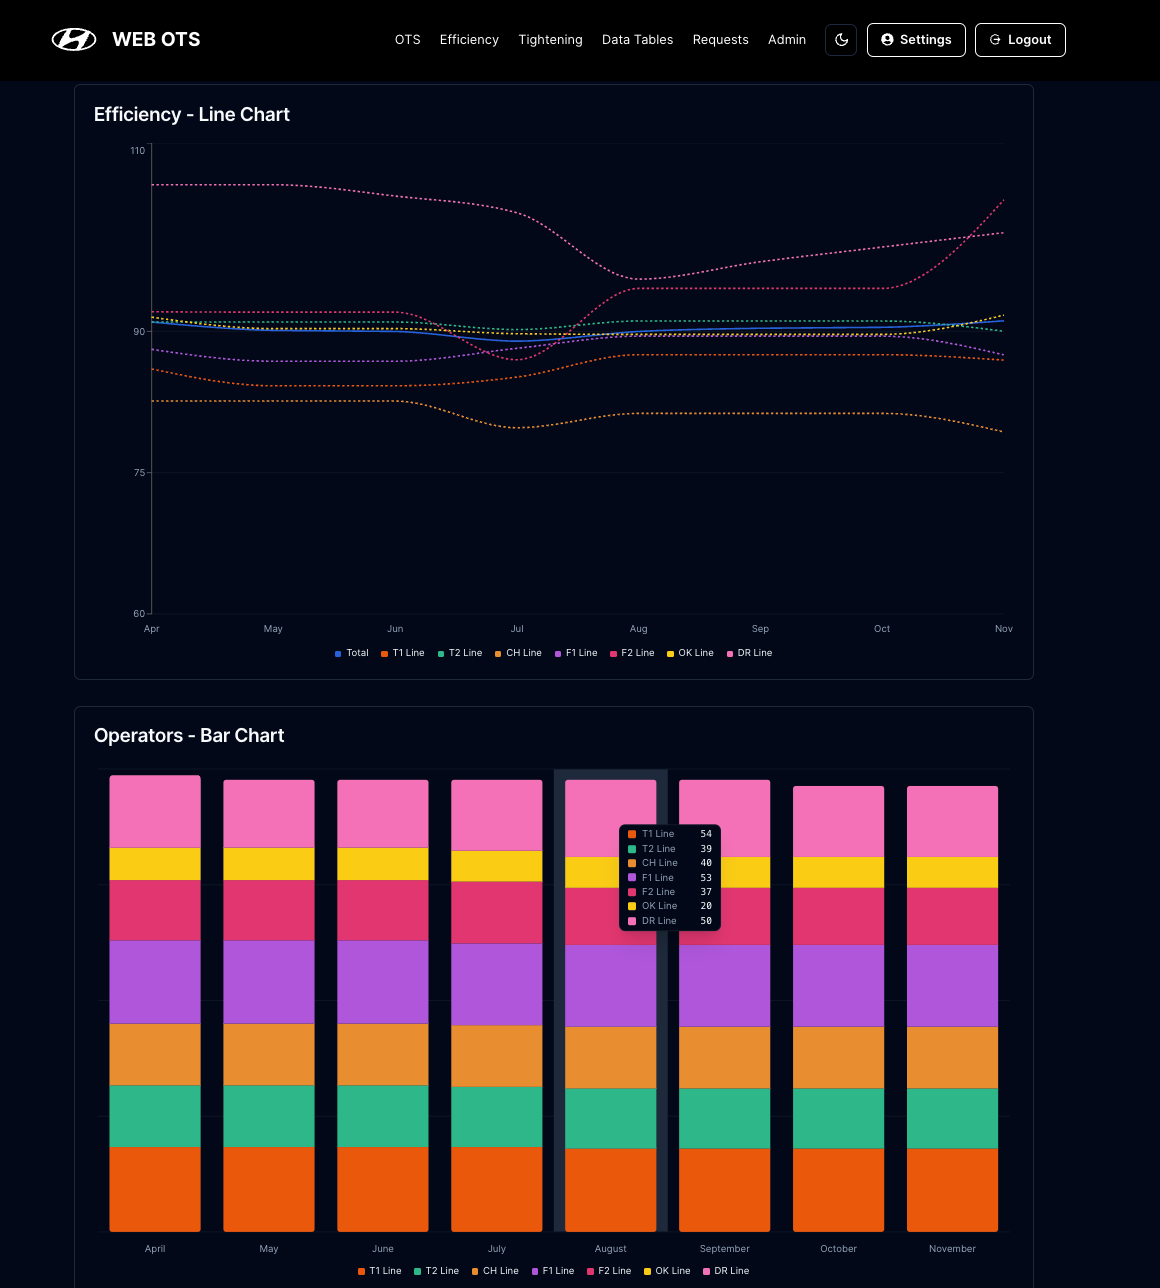 WEB OTS
OTS Efficiency Tightening Data Tables Requests Admin Settings Logout
Efficiency - Line Chart
110
90
75
60
Apr May Jun Jul Aug Sep Oct Nov
Total T1 Line T2 Line CH Line F1 Line F2 Line OK Line DR Line
Operators - Bar Chart
T1 Line 54
T2 Line 39
CH Line 40
F1 Line 53
F2 Line 37
OK Line 20
DR Line 50
April May June July August September October November
T1 Line T2 Line CH Line F1 Line F2 Line OK Line DR Line